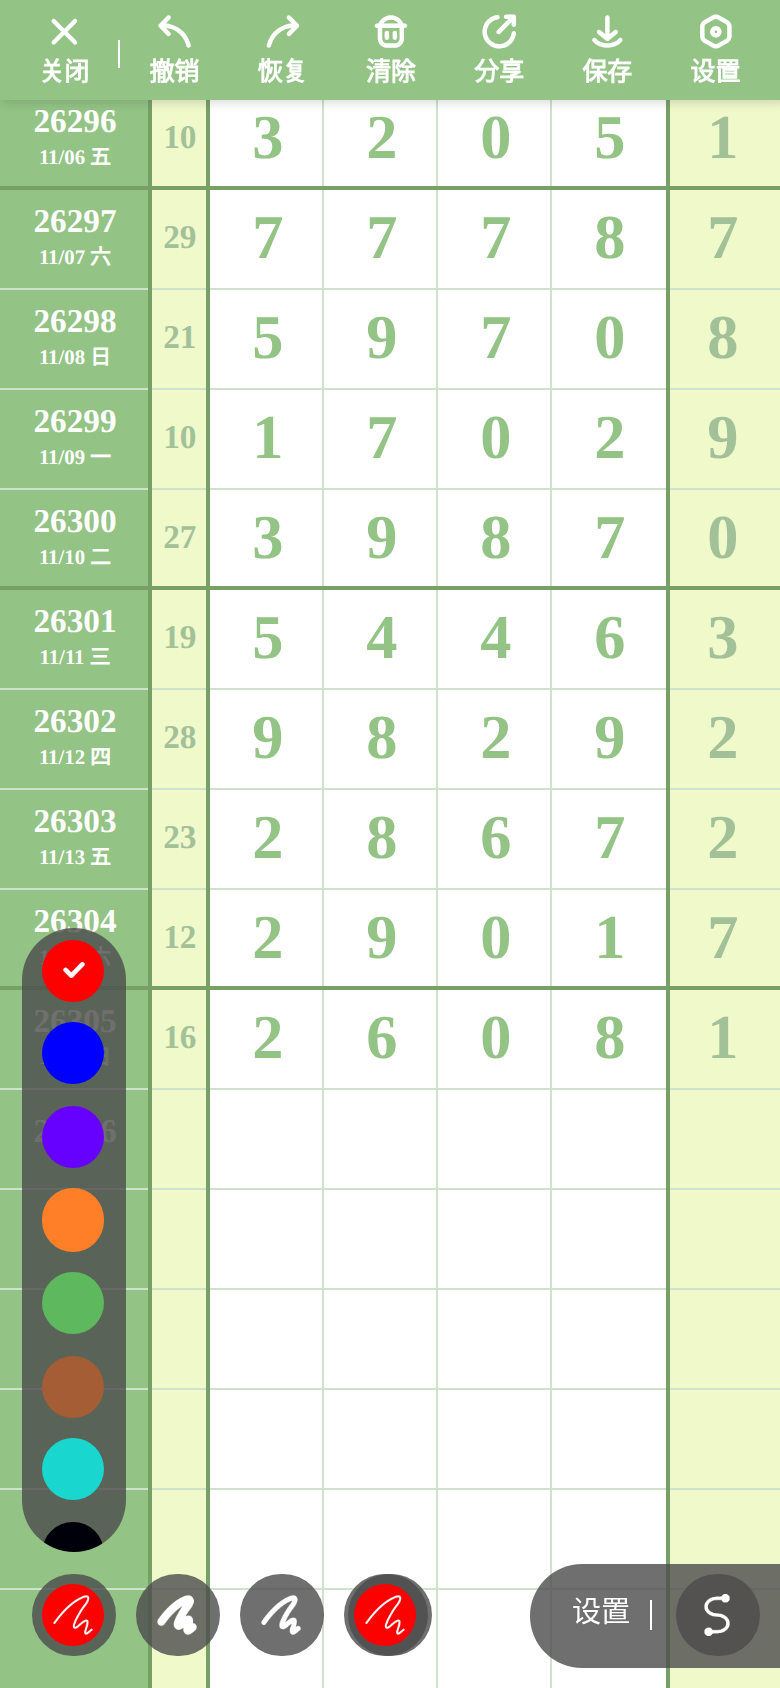 关闭 撤销 恢复 清除 分享 保存 设置
26296 10 3 2 0 5 1
11/06 五
26297 29 7 7 7 8 7
11/07 六
26298 21 5 9 7 0 8
11/08 日
26299 10 1 7 0 2 9
11/09 一
26300 27 3 9 8 7 0
11/10 二
26301 19 5 4 4 6 3
11/11 三
26302 28 9 8 2 9 2
11/12 四
26303 23 2 8 6 7 2
11/13 五
26304 12 2 9 0 1 7
26305 16 2 6 0 8 1
设置